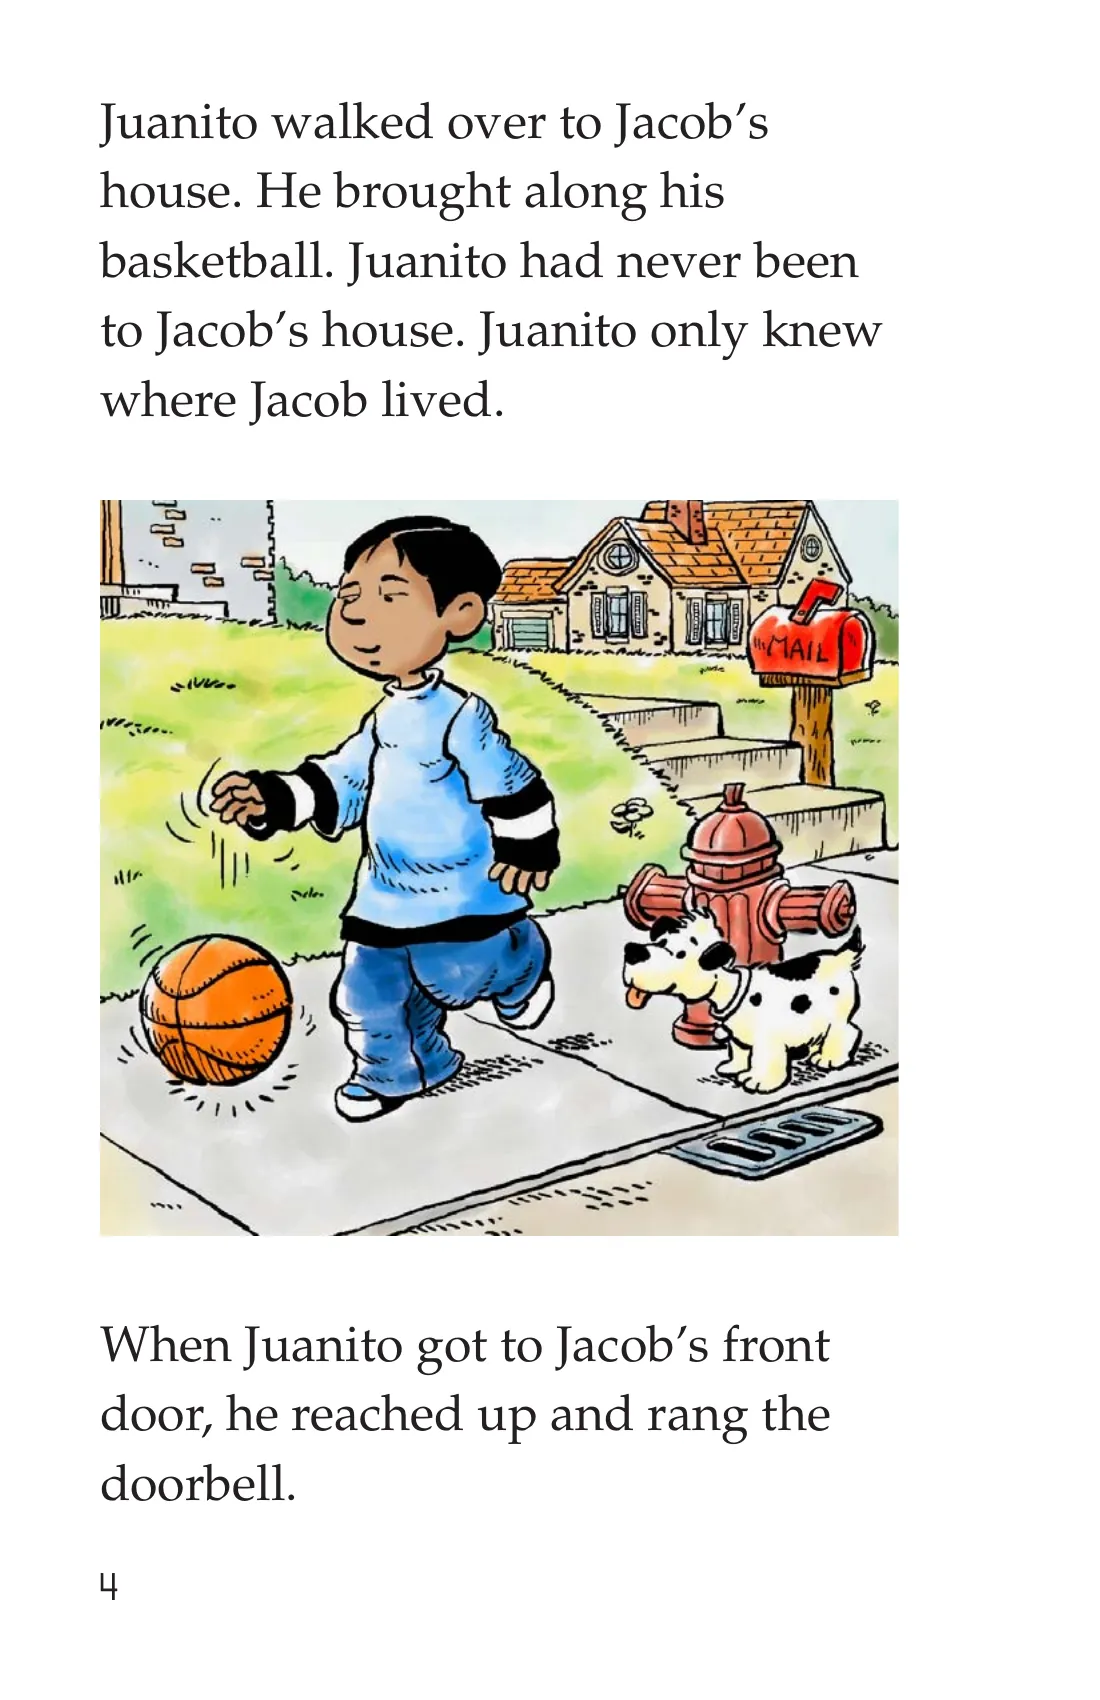 Juanito walked over to Jacob’s
house. He brought along his
basketball. Juanito had never been
to Jacob’s house. Juanito only knew
where Jacob lived.
MAIL
When Juanito got to Jacob’s front
door, he reached up and rang the
doorbell.
4